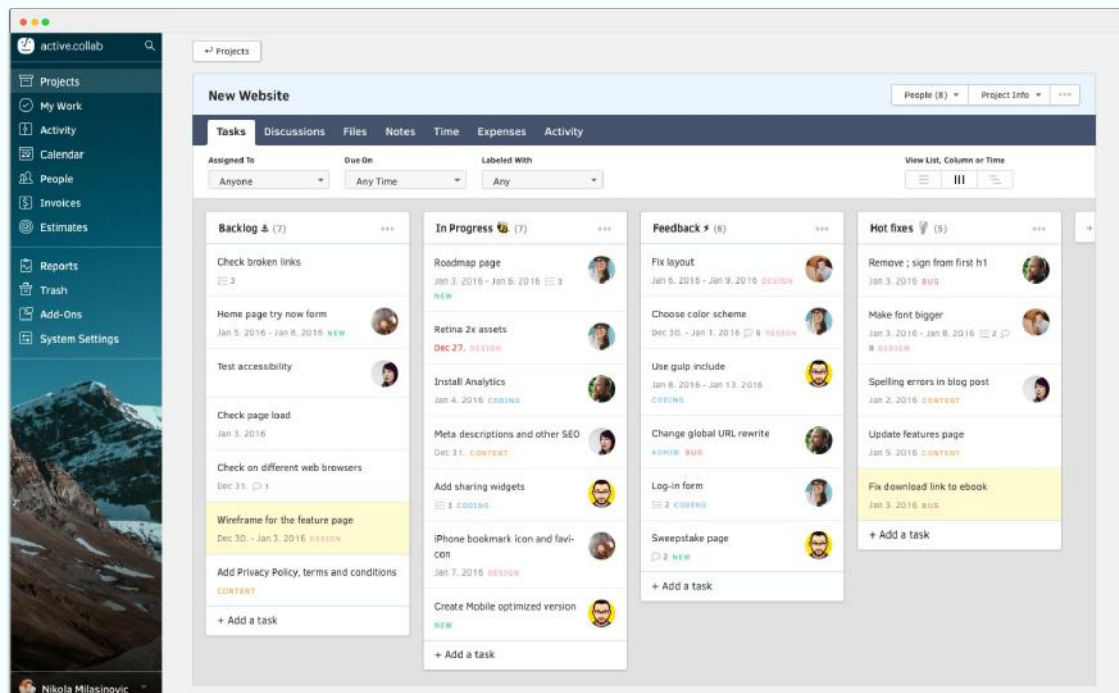 active.collab
Projects
My Work
Activity
Calendar
People
Invoices
Estimates
Reports
Trash
Add-Ons
System Settings
Nikola Milasinovic
Projects
New Website
People (8)
Project Info
Tasks Discussions Files Notes Time Expenses Activity
Assigned To
Anyone
Due On
Any Time
Labeled With
Any
View List, Column or Time
Backlog (7)
Check broken links
3
Home page try now form
Jan 5. 2016 - Jan 8. 2016 NEW
Test accessibility
Check page load
Jan 3. 2016
Check on different web browsers
Dec 31. 1
Wireframe for the feature page
Dec 30. - Jan 3. 2016 DESIGN
Add Privacy Policy, terms and conditions
CONTENT
+ Add a task
In Progress (7)
Roadmap page
Jan 3. 2016 - Jan 6. 2016 3
NEW
Retina 2x assets
Dec 27. DESIGN
Install Analytics
Jan 4. 2016 CODING
Meta descriptions and other SEO
Dec 31. CONTENT
Add sharing widgets
3 CODING
iPhone bookmark icon and favi-
con
Jan 7. 2016 DESIGN
Create Mobile optimized version
NEW
+ Add a task
Feedback (6)
Fix layout
Jan 6. 2016 - Jan 9. 2016 DESIGN
Choose color scheme
Dec 30. - Jan 1. 2016 6 DESIGN
Use gulp include
Jan 8. 2016 - Jan 13. 2016
CODING
Change global URL rewrite
ADMIN BUG
Log-in form
2 CODING
Sweepstake page
2 NEW
+ Add a task
Hot fixes (5)
Remove ; sign from first h1
Jan 3. 2016 BUG
Make font bigger
Jan 3. 2016 - Jan 8. 2016 2
8 DESIGN
Spelling errors in blog post
Jan 2. 2016 CONTENT
Update features page
Jan 5. 2016 CONTENT
Fix download link to ebook
Jan 3. 2016 BUG
+ Add a task